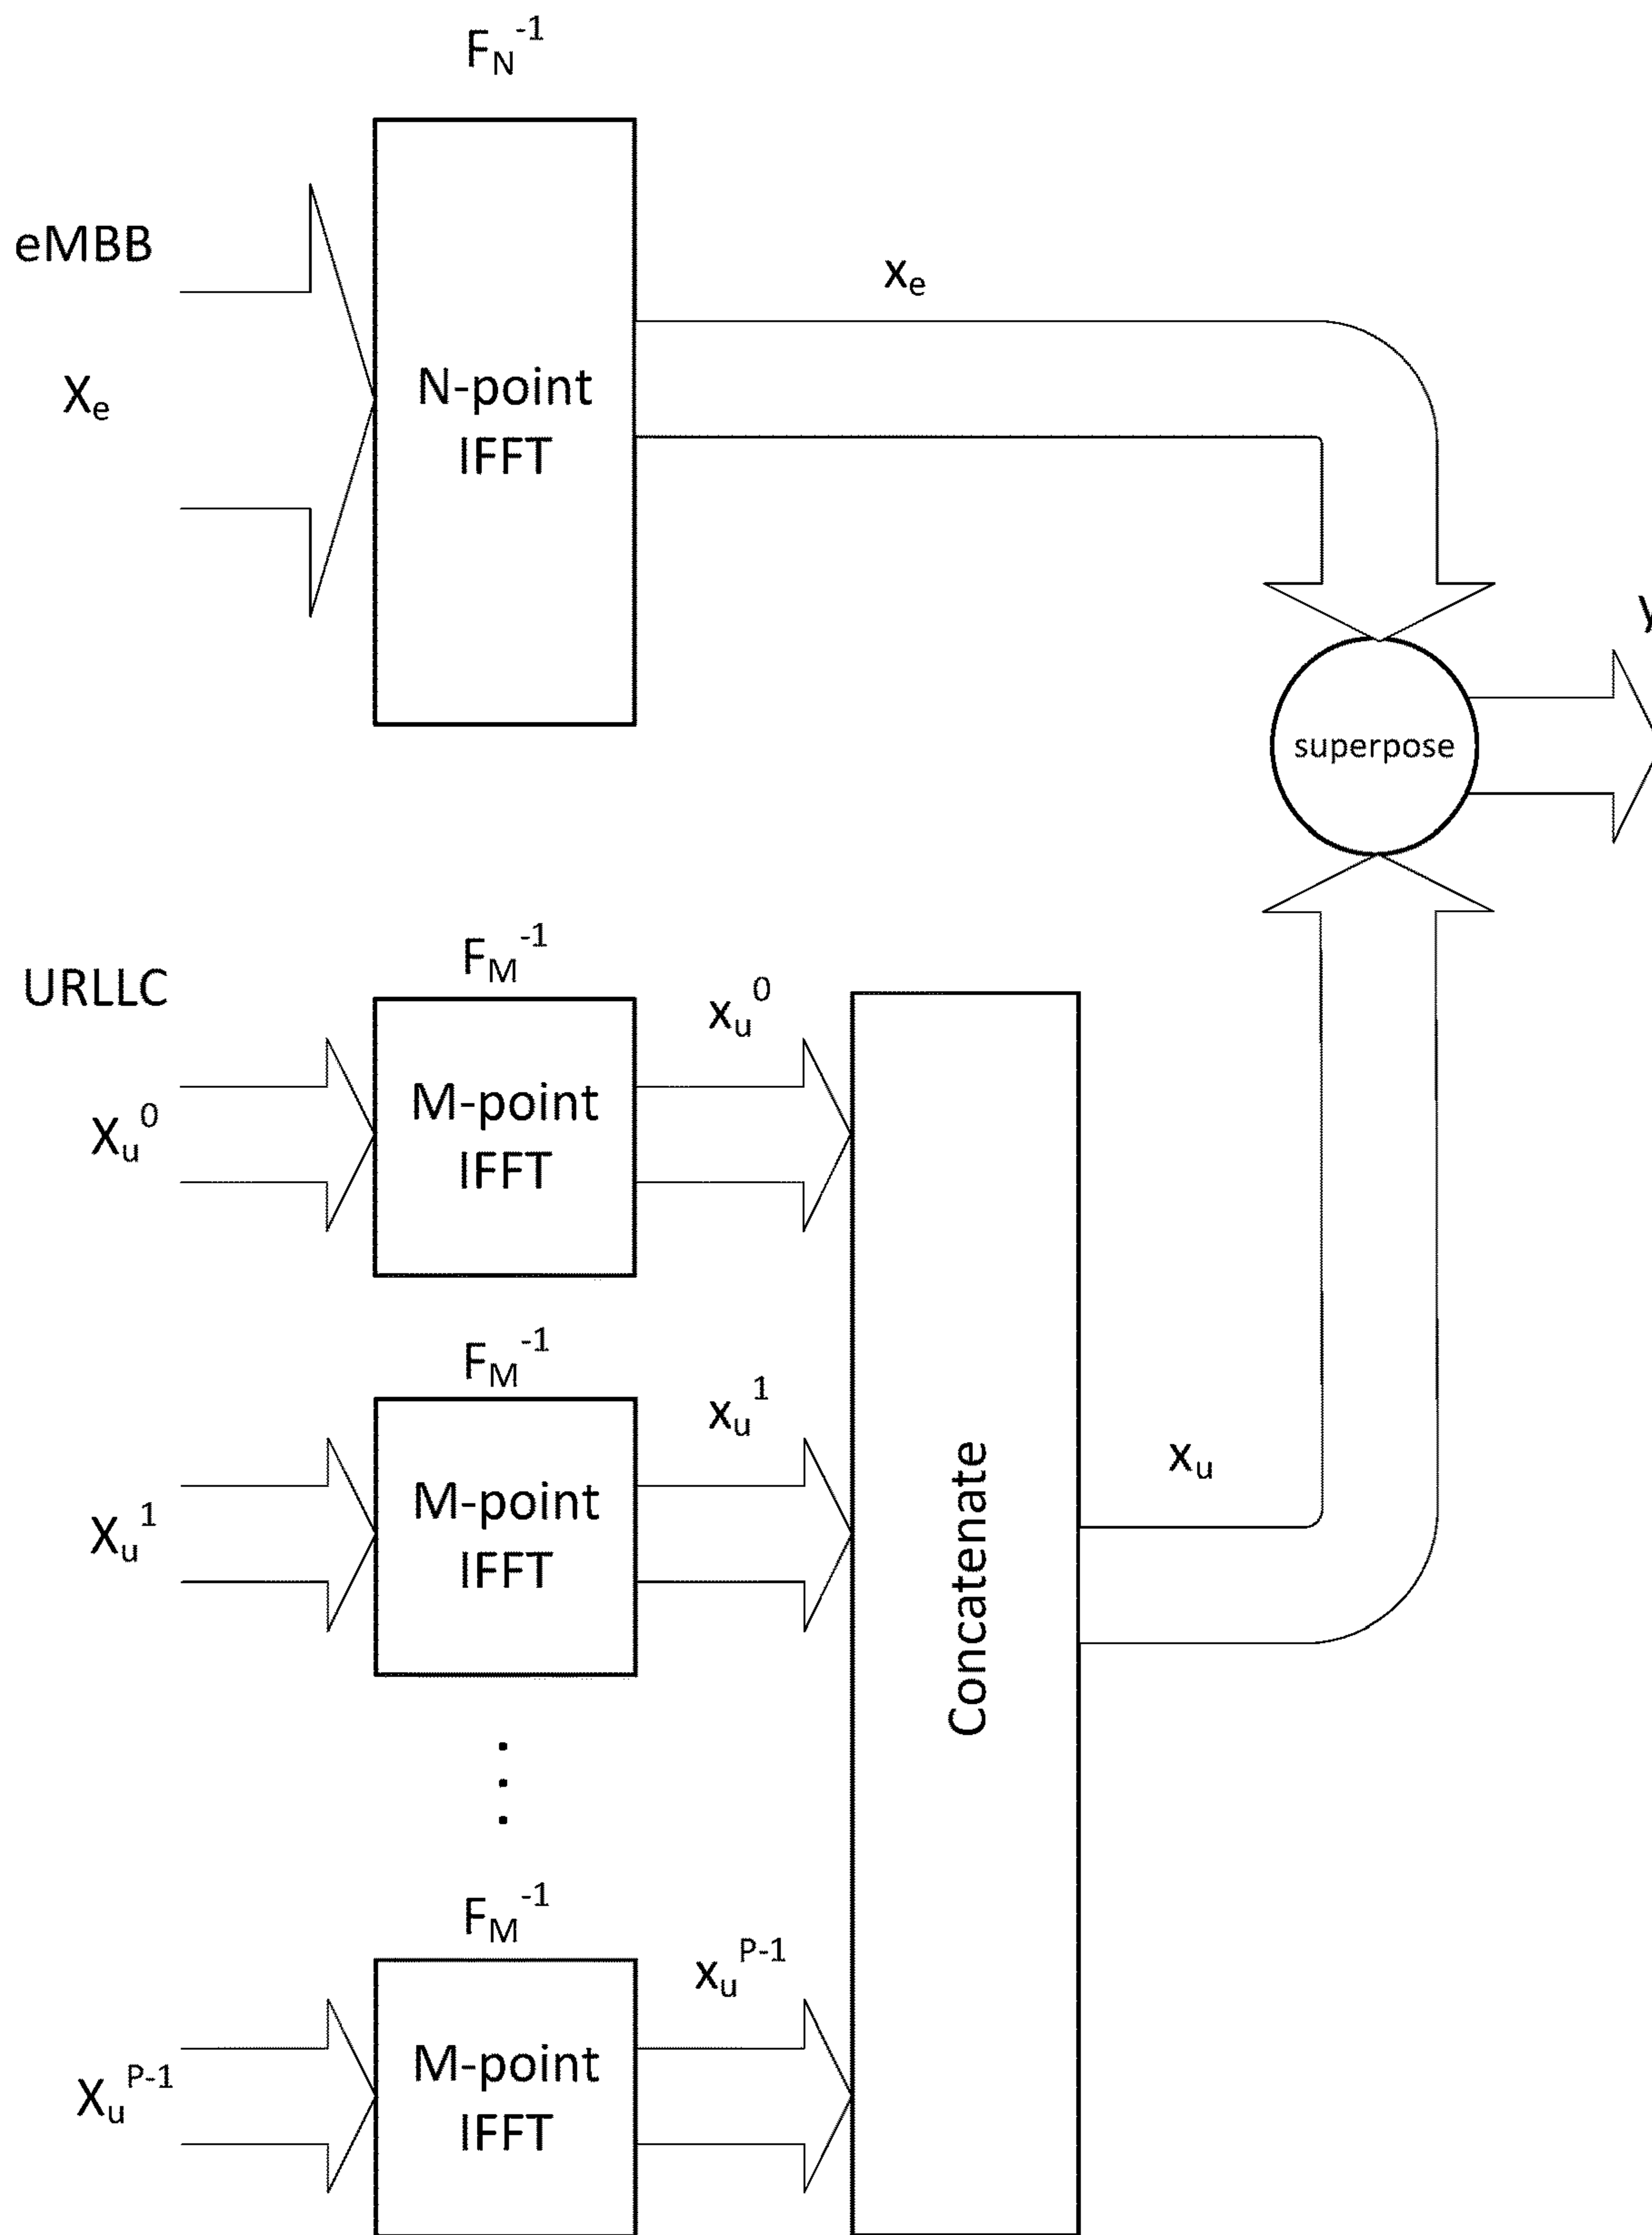 F_N^-1
eMBB
X_e
N-point
IFFT
x_e
y
superpose
URLLC
F_M^-1
X_u^0
M-point
IFFT
x_u^0
F_M^-1
X_u^1
M-point
IFFT
x_u^1
Concatenate
x_u
F_M^-1
X_u^P-1
M-point
IFFT
x_u^P-1